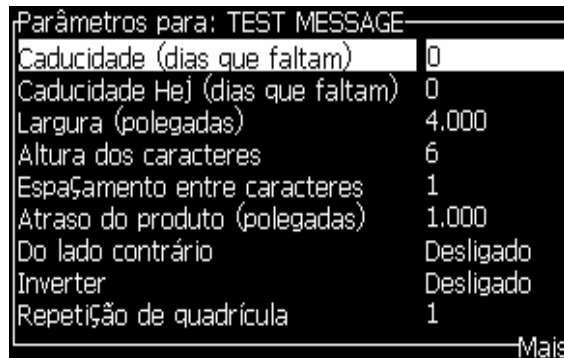 Parâmetros para: TEST MESSAGE
Caducidade (dias que faltam) 0
Caducidade Hej (dias que faltam) 0
Largura (polegadas) 4.000
Altura dos caracteres 6
EspaÇamento entre caracteres 1
Atraso do produto (polegadas) 1.000
Do lado contrário Desligado
Inverter Desligado
RepetiÇão de quadrícula 1
Mais